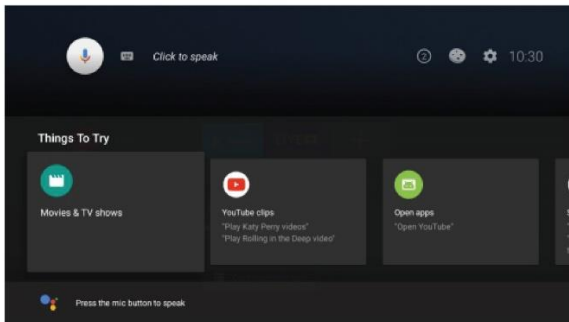 Click to speak
10:30
Things To Try
Movies & TV shows
YouTube clips
"Play Katy Perry videos"
"Play Rolling in the Deep video"
Open apps
"Open YouTube"
Press the mic button to speak